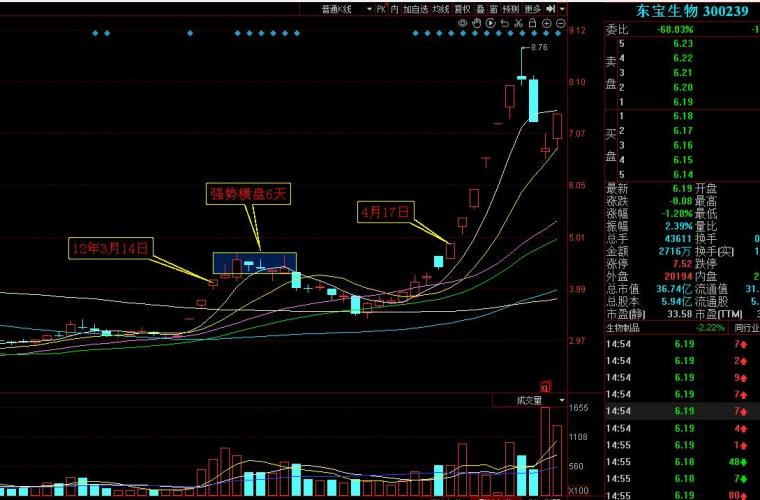 普通K线 PK 内 加自选 均线 复权 叠 窗 预测 更多
东宝生物 300239
9.12
8.10
7.07
6.05
5.01
3.99
2.97
8.76
强势横盘6天
12年3月14日
4月17日
q
成交量
1655
1108
560
X100
委比 -68.03% -1
卖盘
5 6.23
4 6.22
3 6.21
2 6.20
1 6.19
买盘
1 6.18
2 6.17
3 6.16
4 6.15
5 6.14
最新 6.19 开盘
涨跌 -0.08 最高
涨幅 -1.28% 最低
振幅 2.39% 量比
总手 43611 换手 0
金额 2716万 换手(实) 1
涨停 7.52 跌停
外盘 20194 内盘 2
总市值 36.74亿 流通值 31.
总股本 5.94亿 流通股 5.
市盈(静) 33.58 市盈(TTM)
生物制品 -2.22% 同行业
14:54 6.19 7
14:54 6.19 2
14:54 6.19 9
14:54 6.19 7
14:54 6.19 7
14:54 6.19 4
14:55 6.19 1
14:55 6.18 48
14:55 6.18 7
14:55 6.19 80